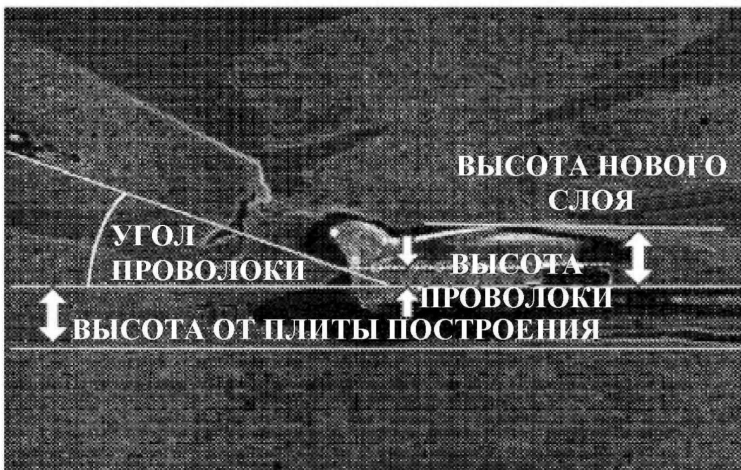 ВЫСОТА НОВОГО
СЛОЯ
УГОЛ
ПРОВОЛОКИ
ВЫСОТА
ПРОВОЛОКИ
ВЫСОТА ОТ ПЛИТЫ ПОСТРОЕНИЯ